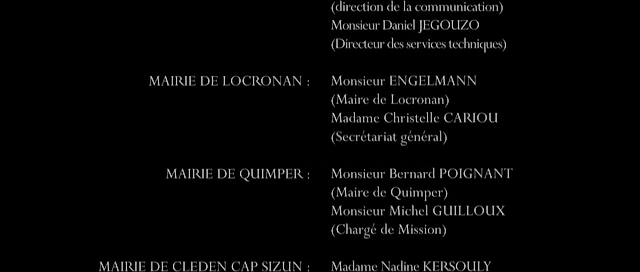 (direction de la communication)
Monsieur Daniel JEGOUZO
(Directeur des services techniques)
MAIRIE DE LOCRONAN : Monsieur ENGELMANN
(Maire de Locronan)
Madame Christelle CARIOU
(Secrétariat général)
MAIRIE DE QUIMPER : Monsieur Bernard POIGNANT
(Maire de Quimper)
Monsieur Michel GUILLOUX
(Chargé de Mission)
MAIRIE DE CLEDEN CAP SIZUN : Madame Nadine KERSOULY